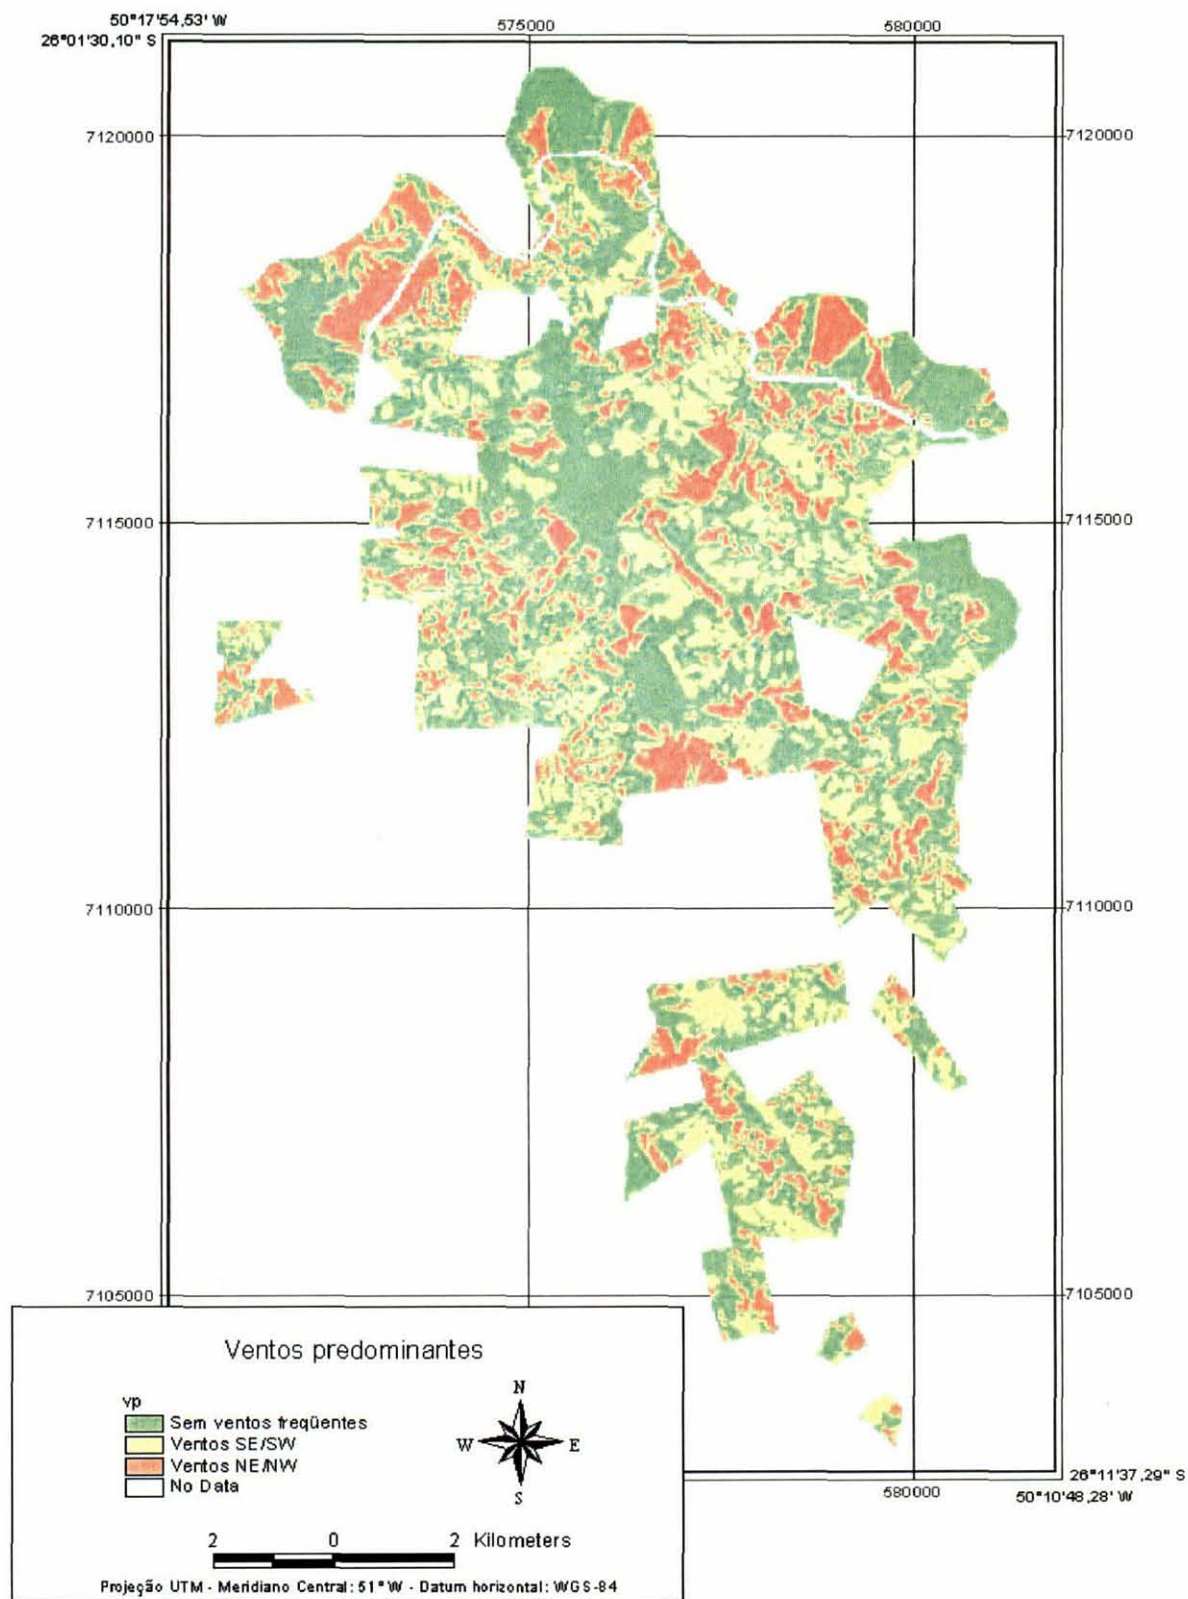 50°17'54,53' W
575000
580000
26°01'30,10" S
7120000
7120000
7115000
7115000
7110000
7110000
7105000
7105000
Ventos predominantes
vp
Sem ventos freqüentes
Ventos SE/SW
Ventos NE/NW
No Data
N
W
E
S
2 0 2 Kilometers
Projeção UTM - Meridiano Central: 51° W - Datum horizontal: WGS-84
26°11'37,29" S
580000
50°10'48,28' W